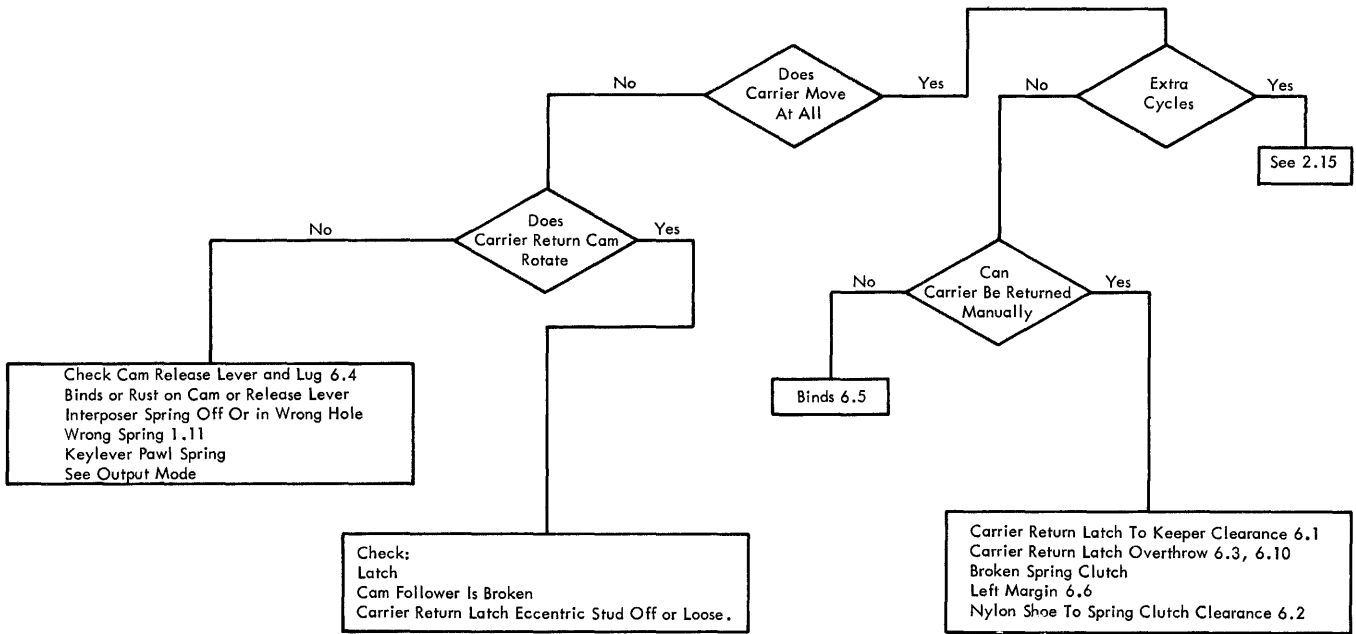 Does
Carrier Move
At All
No
Yes
Extra
Cycles
No
Yes
See 2.15
Does
Carrier Return Cam
Rotate
No
Yes
Can
Carrier Be Returned
Manually
No
Yes
Check Cam Release Lever and Lug 6.4
Binds or Rust on Cam or Release Lever
Interposer Spring Off Or in Wrong Hole
Wrong Spring 1.11
Keylever Pawl Spring
See Output Mode
Binds 6.5
Check:
Latch
Cam Follower Is Broken
Carrier Return Latch Eccentric Stud Off or Loose.
Carrier Return Latch To Keeper Clearance 6.1
Carrier Return Latch Overthrow 6.3, 6.10
Broken Spring Clutch
Left Margin 6.6
Nylon Shoe To Spring Clutch Clearance 6.2